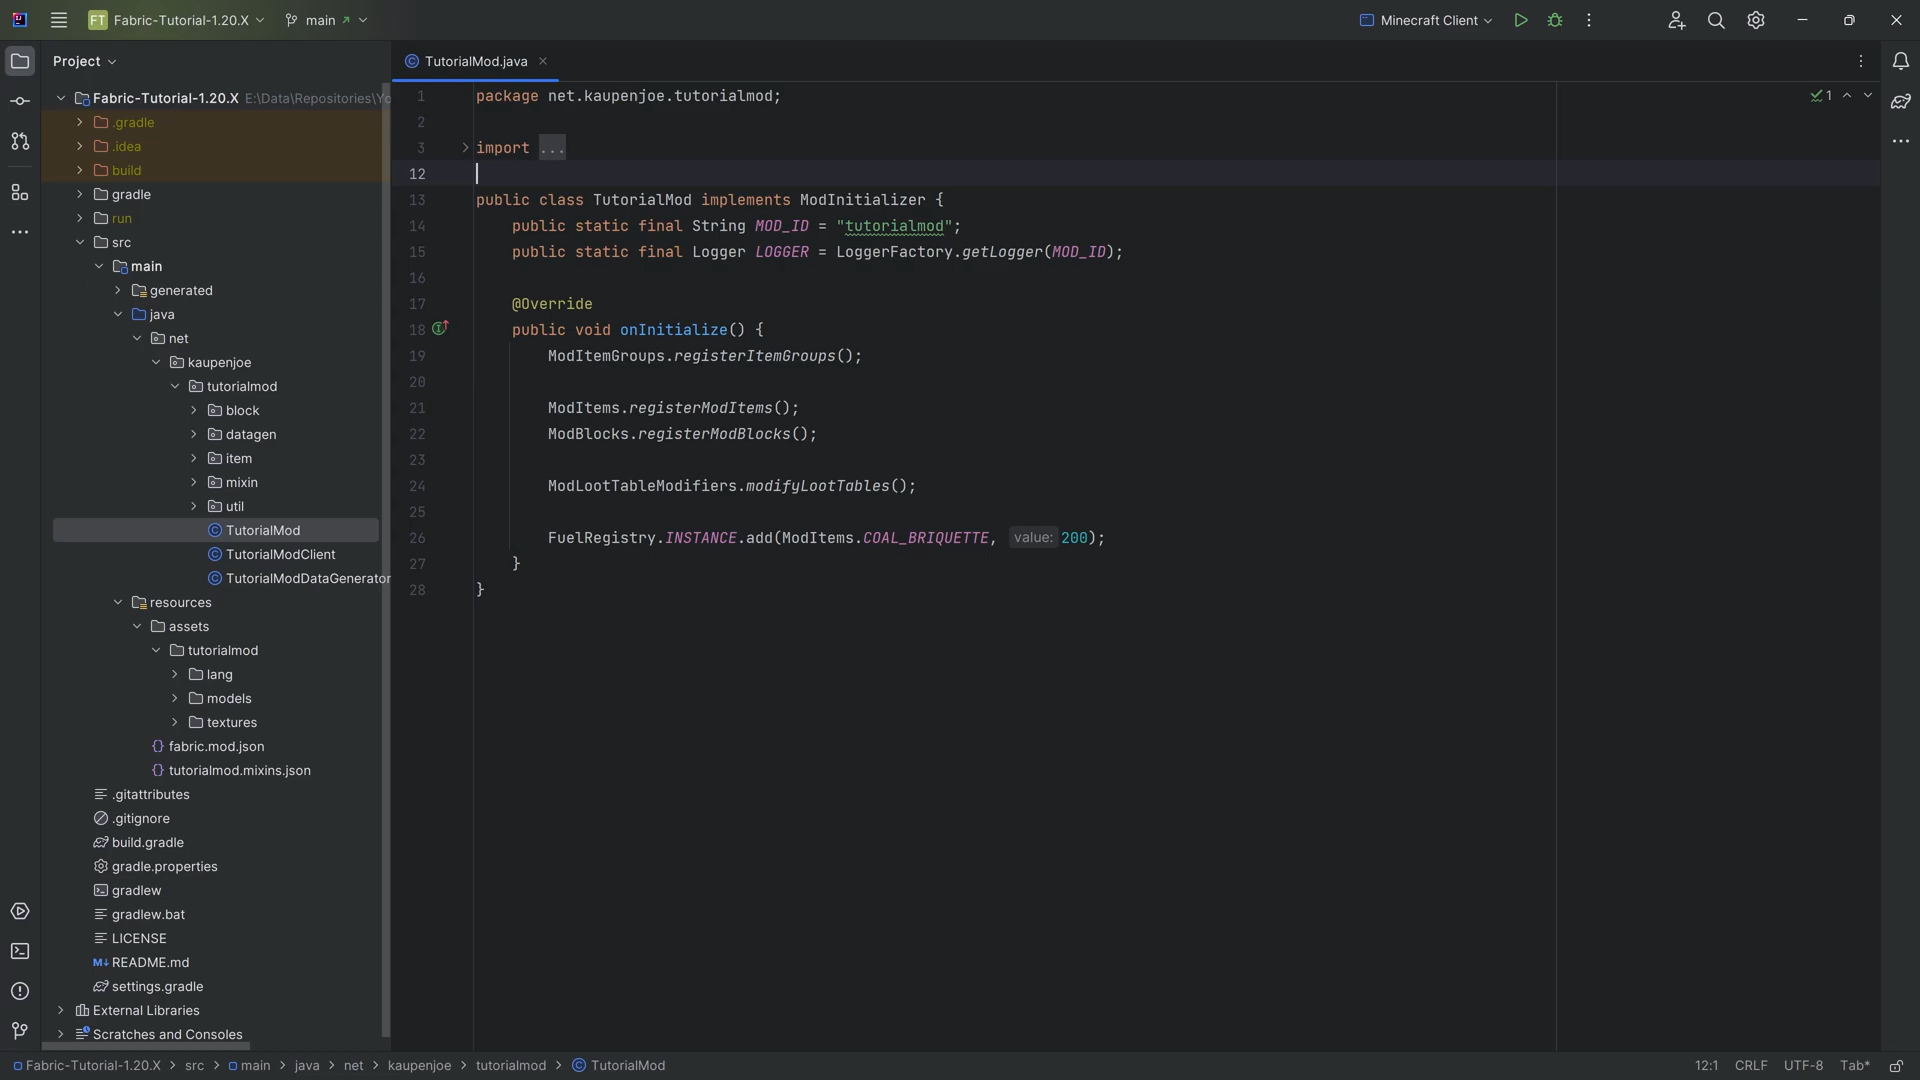 FT Fabric-Tutorial-1.20.X main Minecraft Client
Project
TutorialMod.java
Fabric-Tutorial-1.20.X E:\Data\Repositories\Yo
.gradle
.idea
build
gradle
run
src
main
generated
java
net
kaupenjoe
tutorialmod
block
datagen
item
mixin
util
TutorialMod
TutorialModClient
TutorialModDataGenerator
resources
assets
tutorialmod
lang
models
textures
fabric.mod.json
tutorialmod.mixins.json
.gitattributes
.gitignore
build.gradle
gradle.properties
gradlew
gradlew.bat
LICENSE
M↓ README.md
settings.gradle
External Libraries
Scratches and Consoles
1 package net.kaupenjoe.tutorialmod; 1
2
3 import ...
12
13 public class TutorialMod implements ModInitializer {
14 public static final String MOD_ID = "tutorialmod";
15 public static final Logger LOGGER = LoggerFactory.getLogger(MOD_ID);
16
17 @Override
18 public void onInitialize() {
19 ModItemGroups.registerItemGroups();
20
21 ModItems.registerModItems();
22 ModBlocks.registerModBlocks();
23
24 ModLootTableModifiers.modifyLootTables();
25
26 FuelRegistry.INSTANCE.add(ModItems.COAL_BRIQUETTE, value: 200);
27 }
28 }
Fabric-Tutorial-1.20.X > src > main > java > net > kaupenjoe > tutorialmod > TutorialMod 12:1 CRLF UTF-8 Tab*